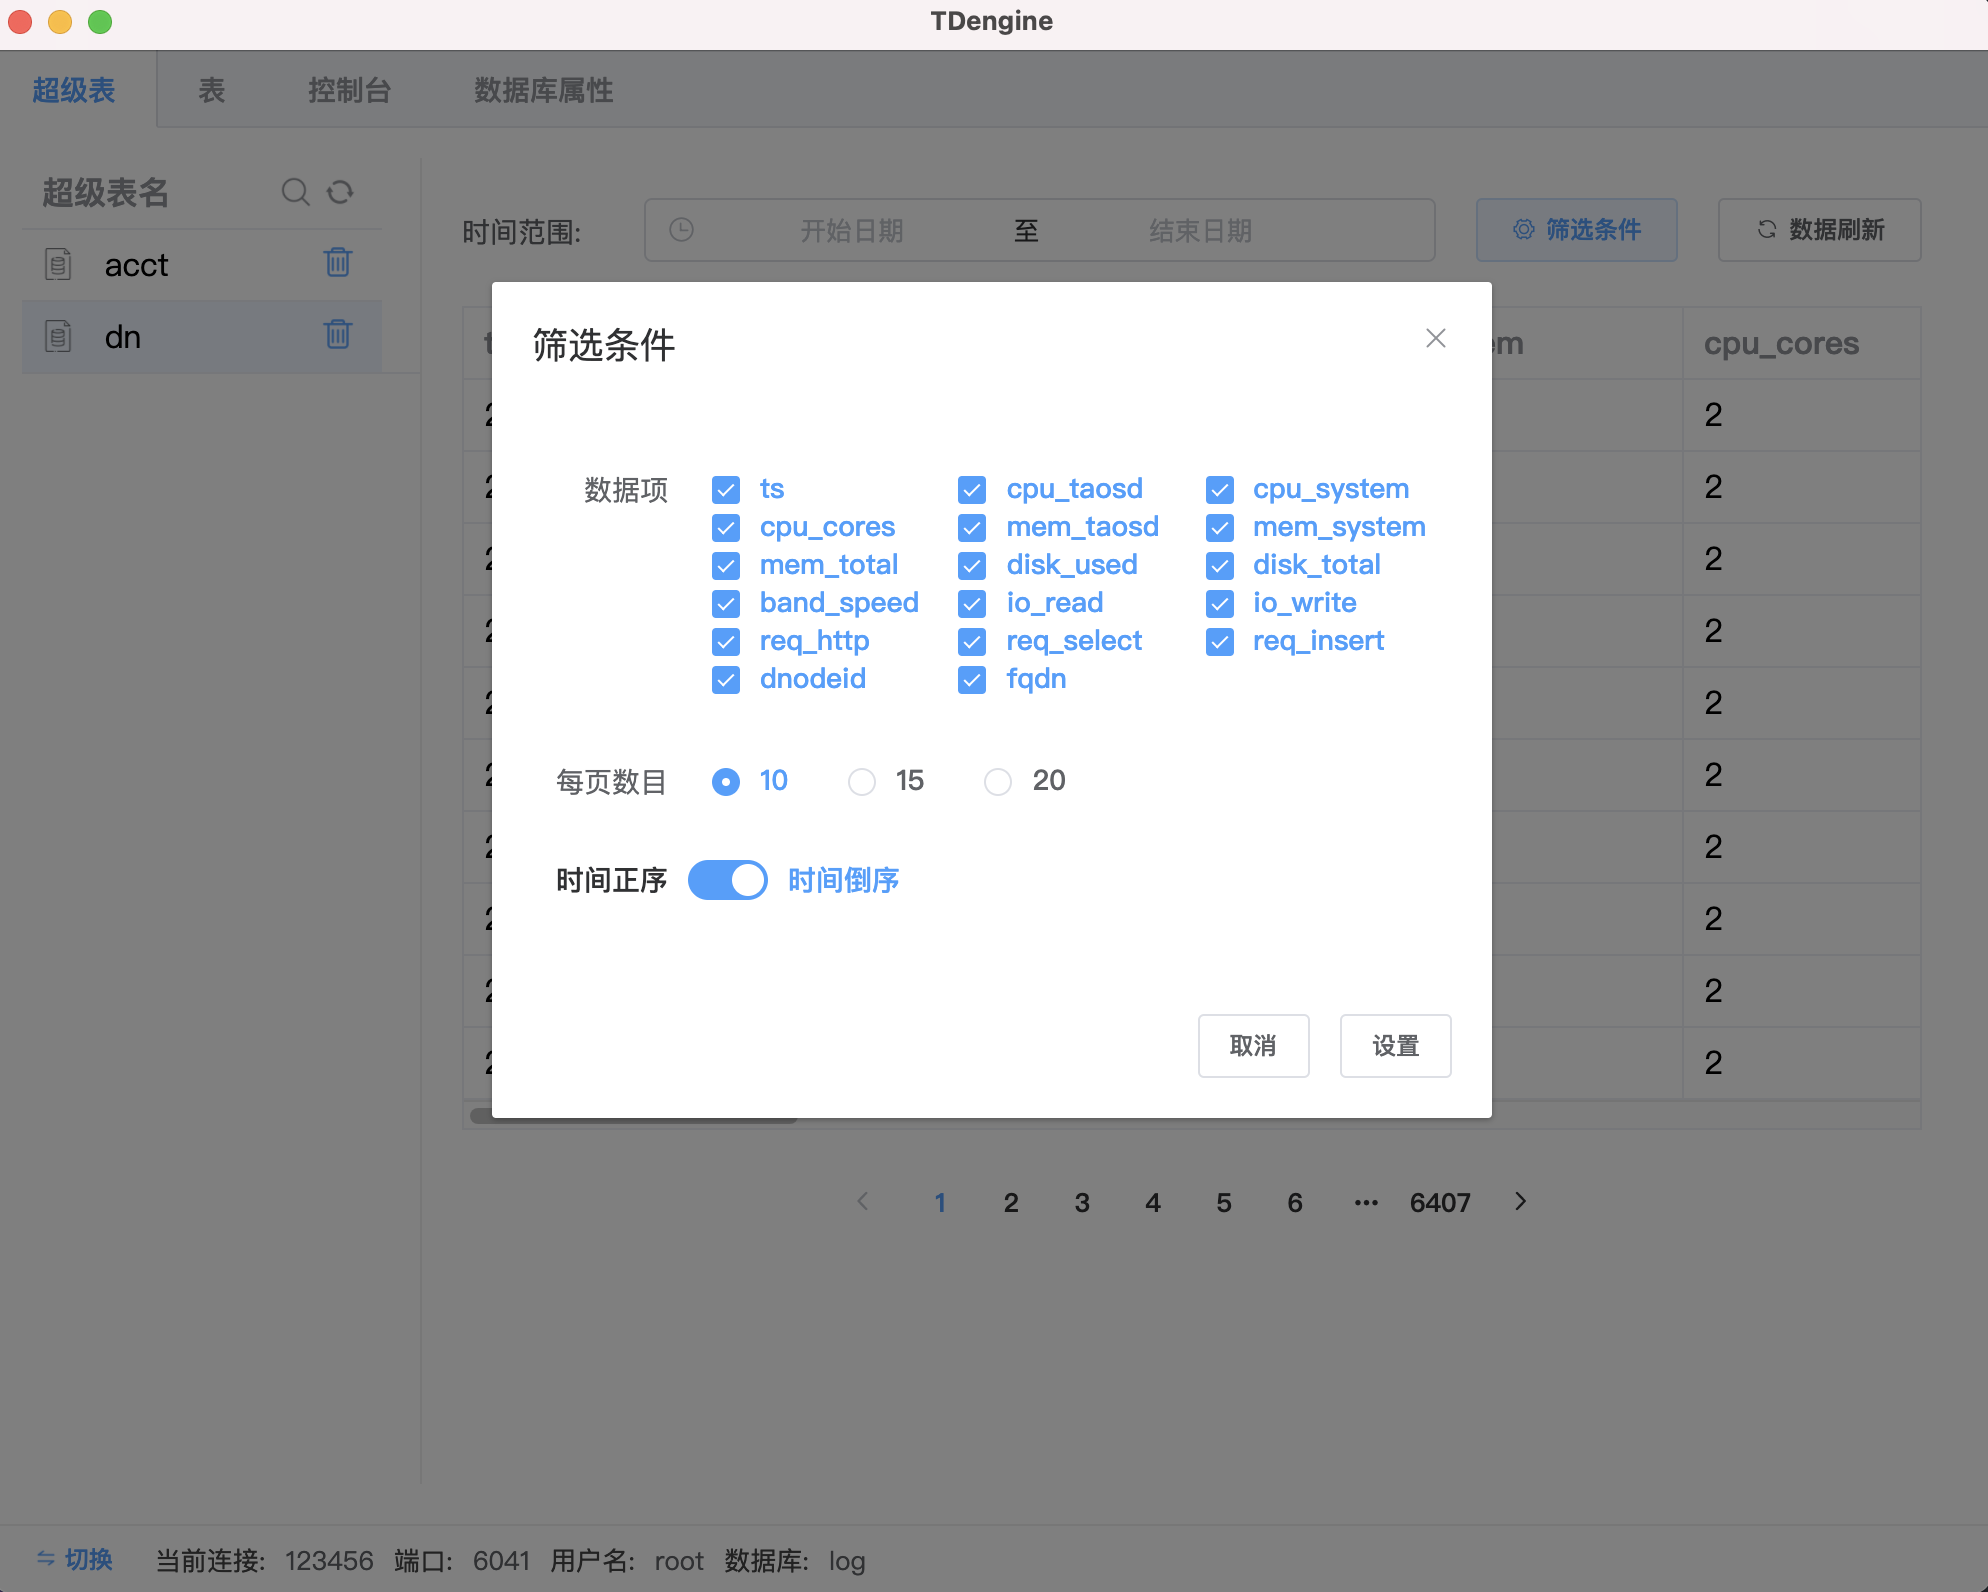 TDengine
超级表 表 控制台 数据库属性
超级表名
acct
dn
时间范围: 开始日期 至 结束日期 筛选条件 数据刷新
cpu_cores
2
2
2
2
2
2
2
2
2
2
筛选条件
数据项 ts cpu_taosd cpu_system
cpu_cores mem_taosd mem_system
mem_total disk_used disk_total
band_speed io_read io_write
req_http req_select req_insert
dnodeid fqdn
每页数目 10 15 20
时间正序 时间倒序
取消 设置
1 2 3 4 5 6 ··· 6407
切换 当前连接: 123456 端口: 6041 用户名: root 数据库: log